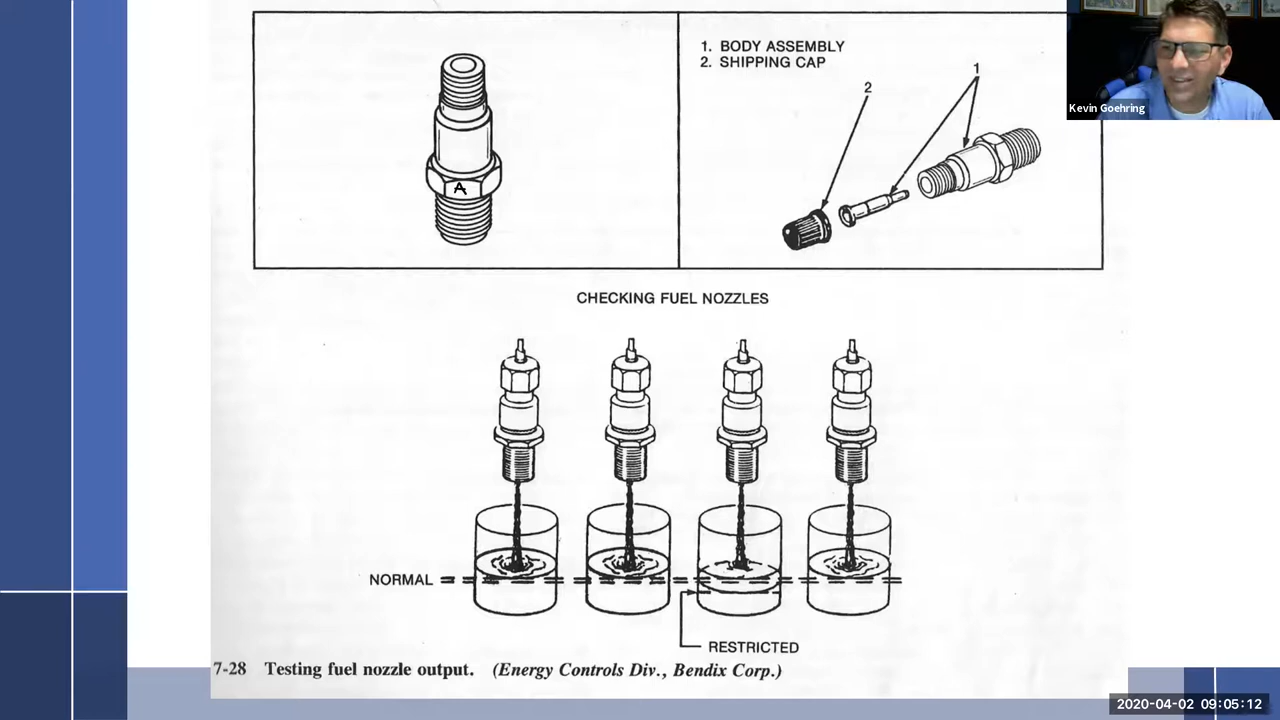 1. BODY ASSEMBLY
2. SHIPPING CAP
1
2
Kevin Goehring
A
CHECKING FUEL NOZZLES
NORMAL
RESTRICTED
7-28 Testing fuel nozzle output. (Energy Controls Div., Bendix Corp.)
2020-04-02 09:05:12